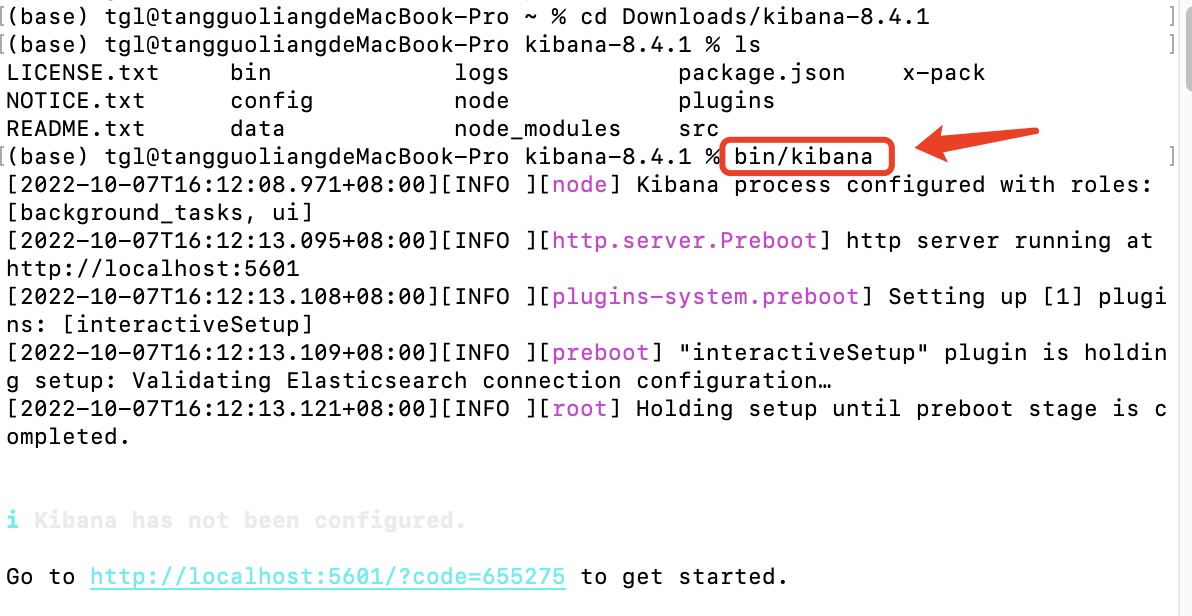 [(base) tgl@tangguoliangdeMacBook-Pro ~ % cd Downloads/kibana-8.4.1 ]
[(base) tgl@tangguoliangdeMacBook-Pro kibana-8.4.1 % ls ]
LICENSE.txt bin logs package.json x-pack
NOTICE.txt config node plugins
README.txt data node_modules src
[(base) tgl@tangguoliangdeMacBook-Pro kibana-8.4.1 % bin/kibana ]
[2022-10-07T16:12:08.971+08:00][INFO ][node] Kibana process configured with roles:
[background_tasks, ui]
[2022-10-07T16:12:13.095+08:00][INFO ][http.server.Preboot] http server running at
http://localhost:5601
[2022-10-07T16:12:13.108+08:00][INFO ][plugins-system.preboot] Setting up [1] plugi
ns: [interactiveSetup]
[2022-10-07T16:12:13.109+08:00][INFO ][preboot] "interactiveSetup" plugin is holdin
g setup: Validating Elasticsearch connection configuration…
[2022-10-07T16:12:13.121+08:00][INFO ][root] Holding setup until preboot stage is c
ompleted.
i Kibana has not been configured.
Go to http://localhost:5601/?code=655275 to get started.